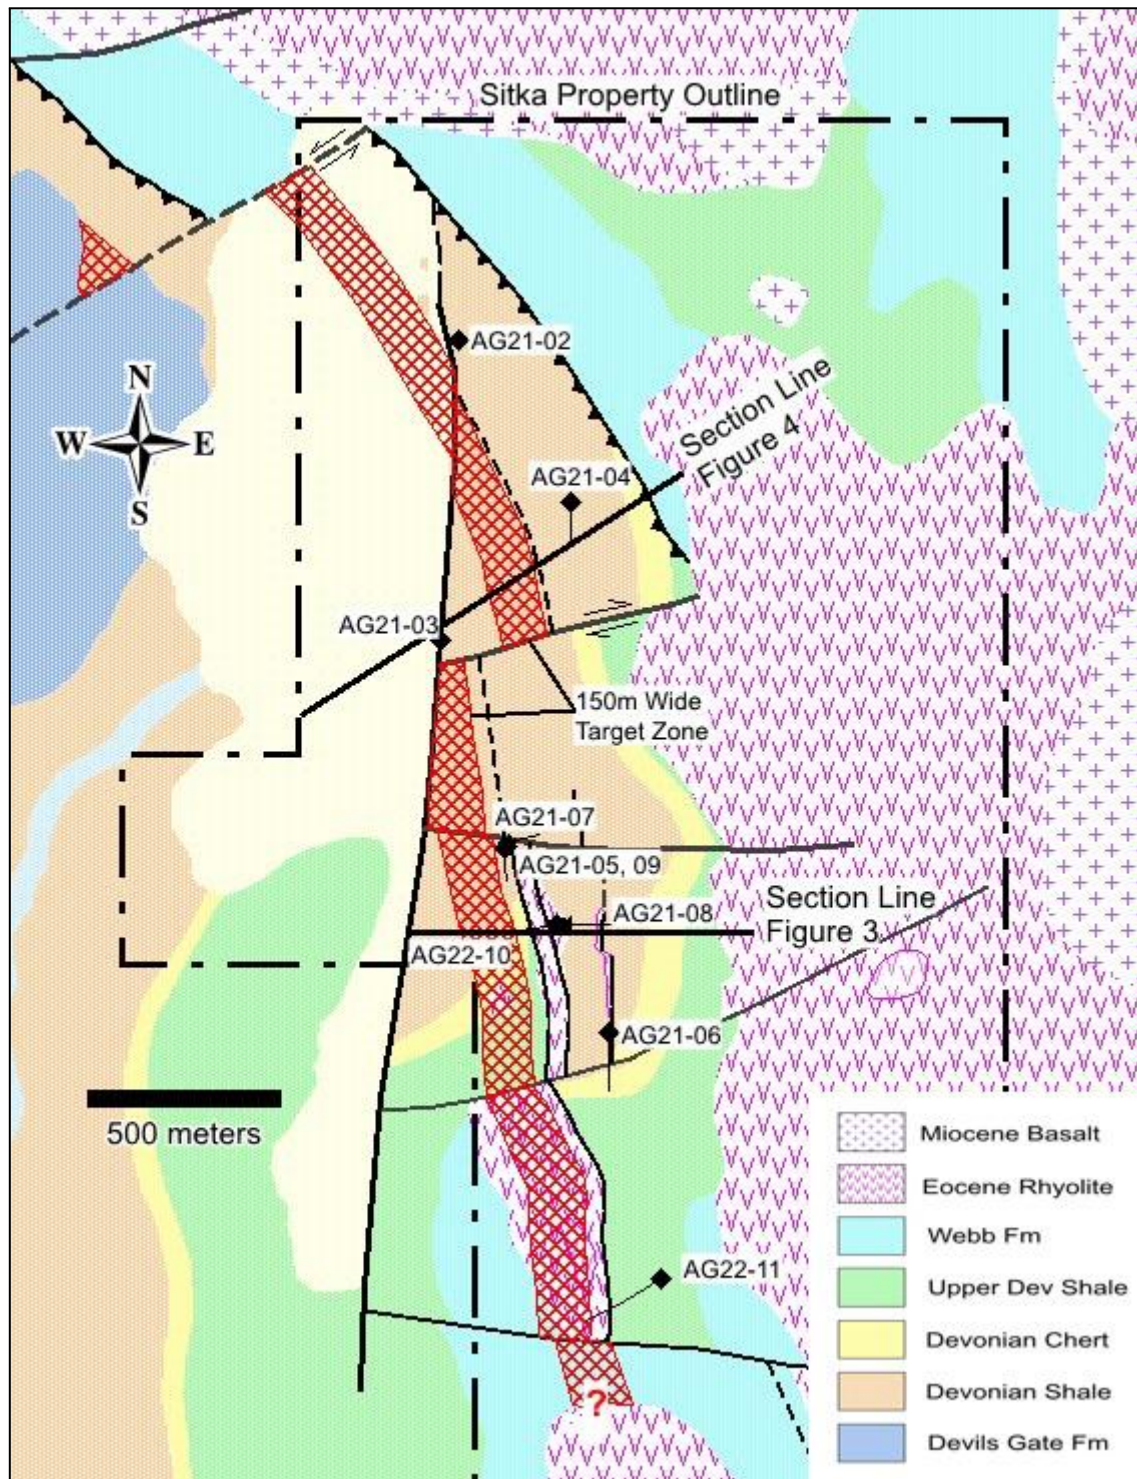 Sitka Property Outline
AG21-02
N
W
E
S
Section Line
Figure 4
AG21-04
AG21-03
150m Wide
Target Zone
AG21-07
AG21-05, 09
AG21-08
Section Line
Figure 3
AG22-10
AG21-06
500 meters
AG22-11
?
Miocene Basalt
Eocene Rhyolite
Webb Fm
Upper Dev Shale
Devonian Chert
Devonian Shale
Devils Gate Fm